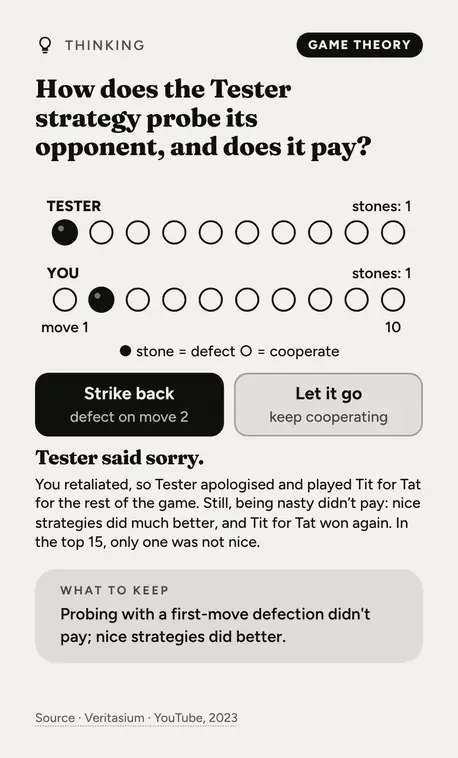 THINKING
GAME THEORY
How does the Tester
strategy probe its
opponent, and does it pay?
TESTER
stones: 1
YOU
stones: 1
move 1
10
stone = defect = cooperate
Strike back
defect on move 2
Let it go
keep cooperating
Tester said sorry.
You retaliated, so Tester apologised and played Tit for Tat
for the rest of the game. Still, being nasty didn’t pay: nice
strategies did much better, and Tit for Tat won again. In
the top 15, only one was not nice.
WHAT TO KEEP
Probing with a first-move defection didn't
pay; nice strategies did better.
Source · Veritasium · YouTube, 2023